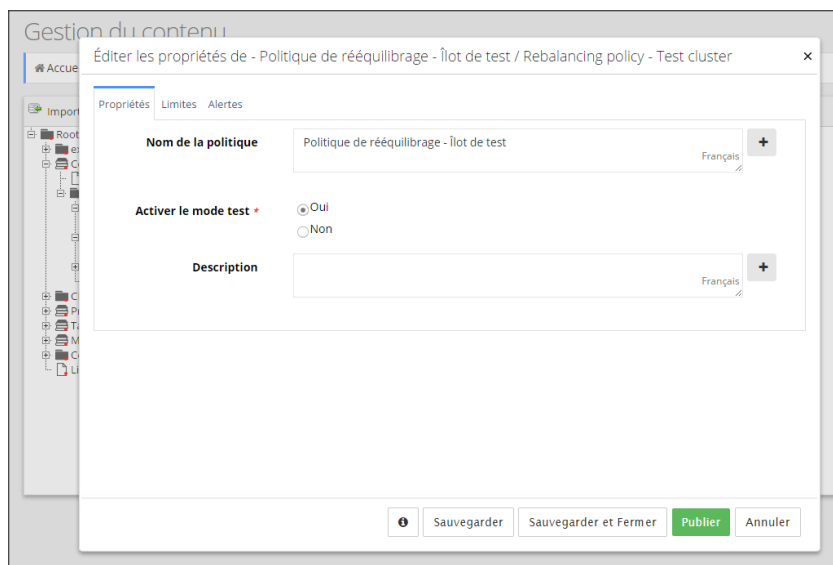 Gestion du contenu
Éditer les propriétés de - Politique de rééquilibrage - Îlot de test / Rebalancing policy - Test cluster ×
Accue
Import
Root
Propriétés Limites Alertes
Nom de la politique Politique de rééquilibrage - Îlot de test
Français
+
Activer le mode test * Oui
Non
Description
Français
+
Sauvegarder Sauvegarder et Fermer Publier Annuler